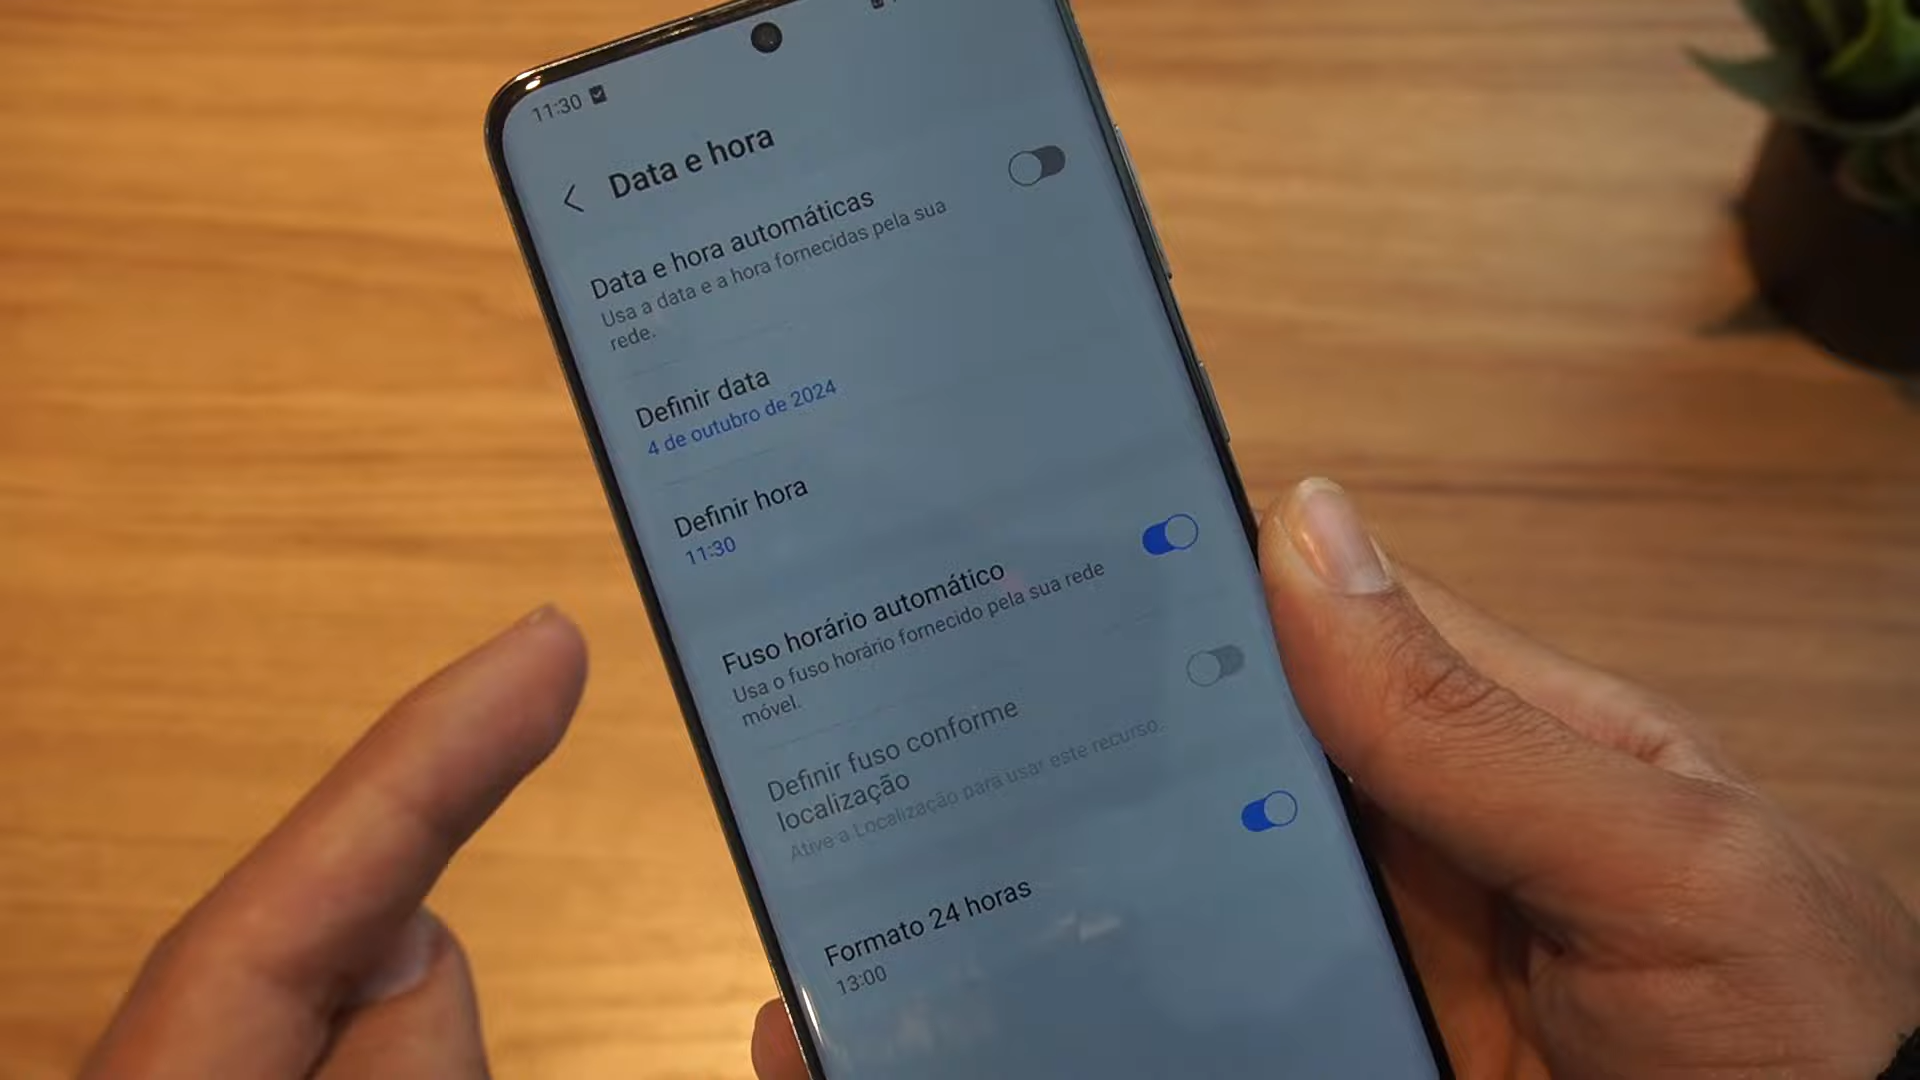 11:30
Data e hora
Data e hora automáticas
Usa a data e a hora fornecidas pela sua
rede.
Definir data
4 de outubro de 2024
Definir hora
11:30
Fuso horário automático
Usa o fuso horário fornecido pela sua rede
móvel.
Definir fuso conforme
localização
Ative a Localização para usar este recurso.
Formato 24 horas
13:00